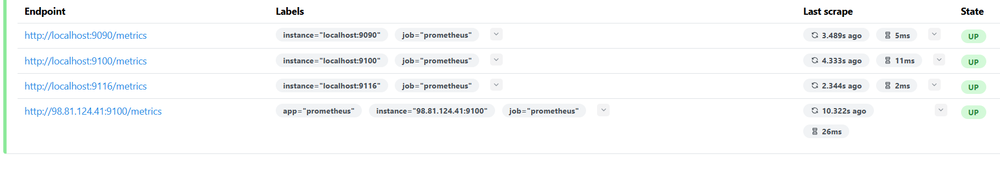 Endpoint Labels Last scrape State
http://localhost:9090/metrics instance="localhost:9090" job="prometheus" 3.489s ago 5ms UP
http://localhost:9100/metrics instance="localhost:9100" job="prometheus" 4.333s ago 11ms UP
http://localhost:9116/metrics instance="localhost:9116" job="prometheus" 2.344s ago 2ms UP
http://98.81.124.41:9100/metrics app="prometheus" instance="98.81.124.41:9100" job="prometheus" 10.322s ago UP
26ms